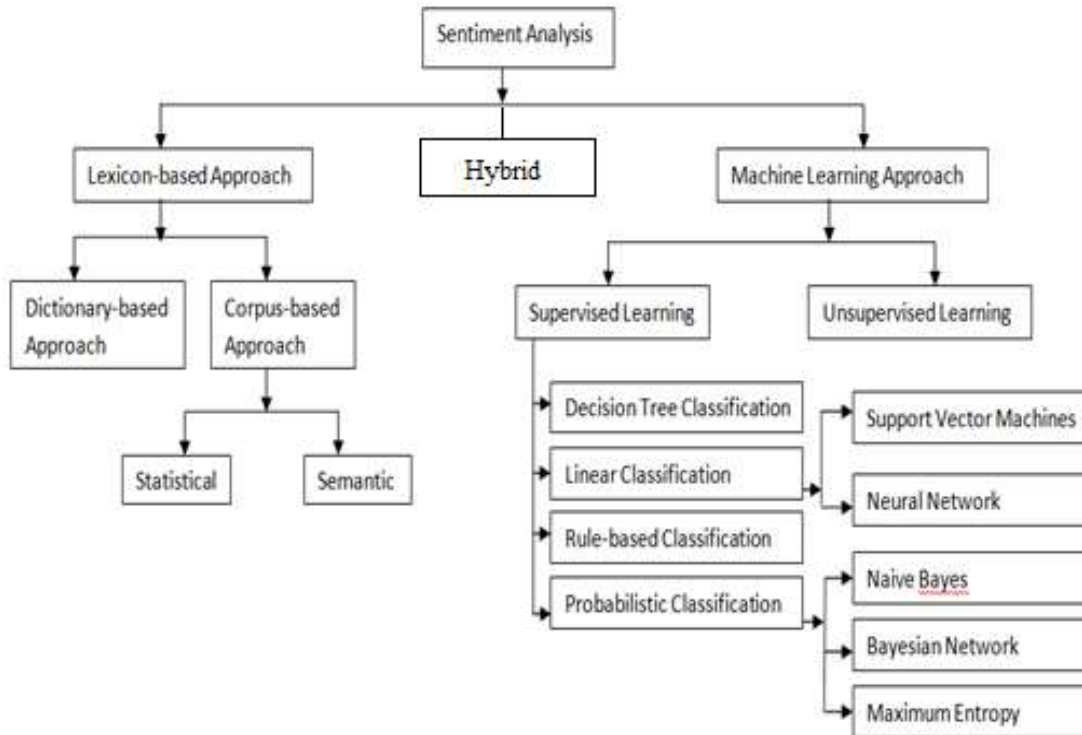 Sentiment Analysis
Lexicon-based Approach
Hybrid
Machine Learning Approach
Dictionary-based
Approach
Corpus-based
Approach
Supervised Learning
Unsupervised Learning
Statistical
Semantic
Decision Tree Classification
Linear Classification
Rule-based Classification
Probabilistic Classification
Support Vector Machines
Neural Network
Naive Bayes
Bayesian Network
Maximum Entropy